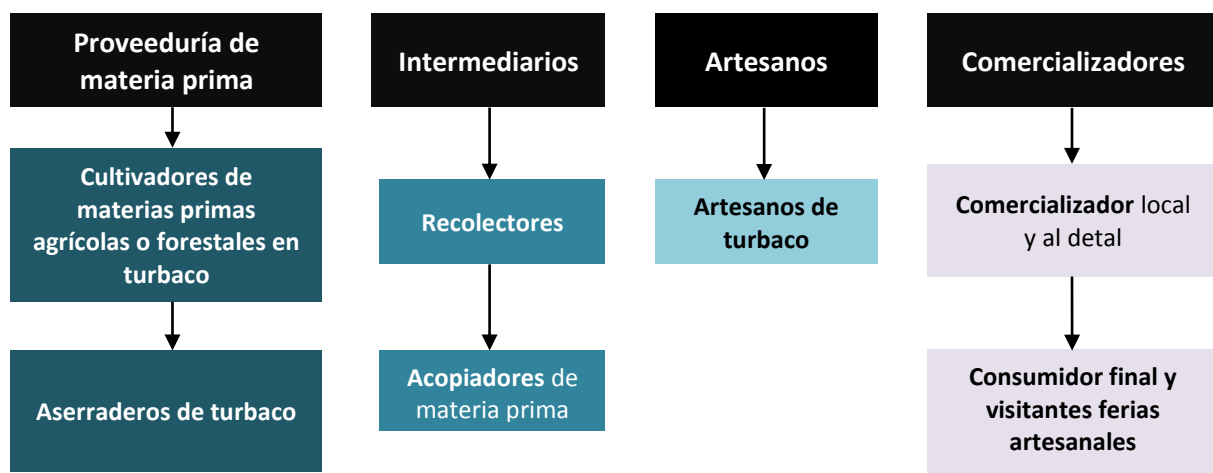 Proveeduría de
materia prima
Cultivadores de
materias primas
agrícolas o forestales en
turbaco
Aserraderos de turbaco
Intermediarios
Recolectores
Acopiadores de
materia prima
Artesanos
Artesanos de
turbaco
Comercializadores
Comercializador local
y al detal
Consumidor final y
visitantes ferias
artesanales